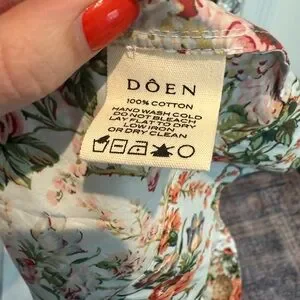 DÔEN
100% COTTON
HAND WASH COLD
DO NOT BLEACH
LAY FLAT TO DRY
LOW IRON
OR DRY CLEAN